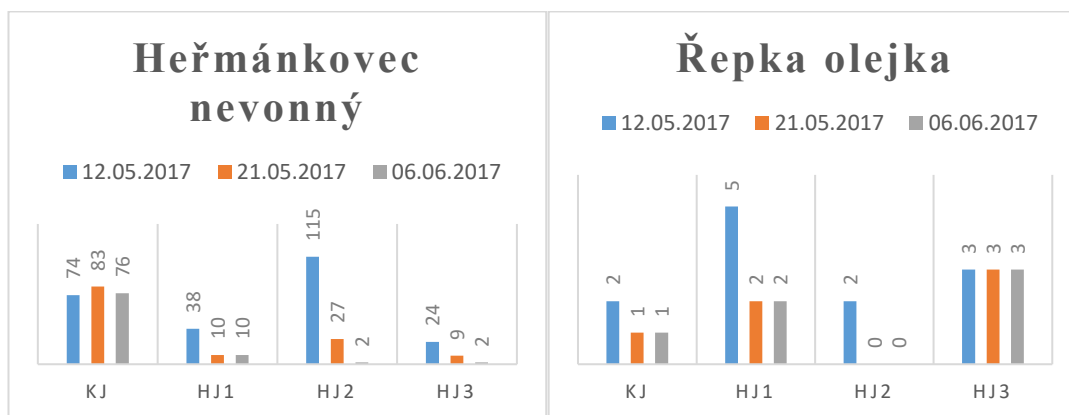 Heřmánkovec
nevonný
12.05.2017 21.05.2017 06.06.2017
74 83 76 38 10 10 115 27 2 24 9 2
KJ HJ1 HJ2 HJ3
Řepka olejka
12.05.2017 21.05.2017 06.06.2017
2 1 1 5 2 2 2 0 0 3 3 3
KJ HJ1 HJ2 HJ3